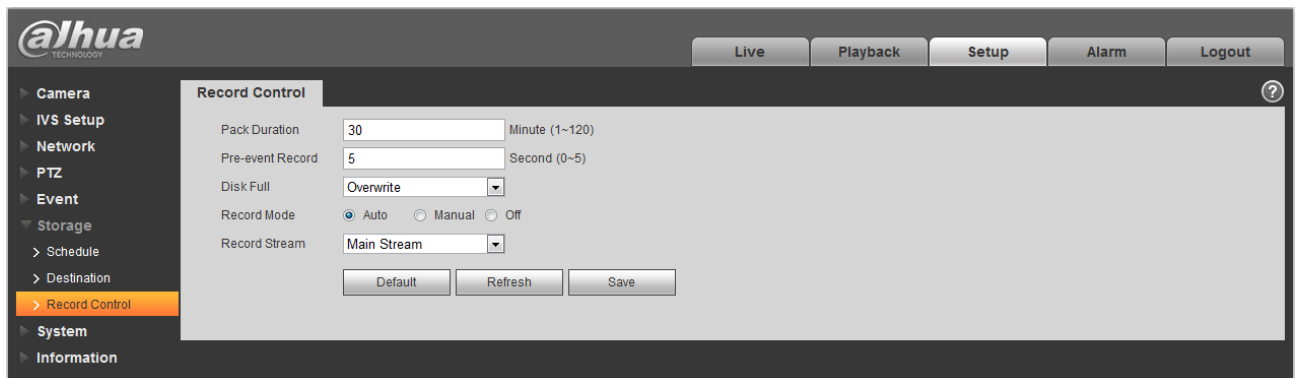 alhua
TECHNOLOGY
Live Playback Setup Alarm Logout
Camera
IVS Setup
Network
PTZ
Event
Storage
Schedule
Destination
Record Control
System
Information
Record Control ?
Pack Duration 30 Minute (1~120)
Pre-event Record 5 Second (0~5)
Disk Full Overwrite
Record Mode Auto Manual Off
Record Stream Main Stream
Default Refresh Save